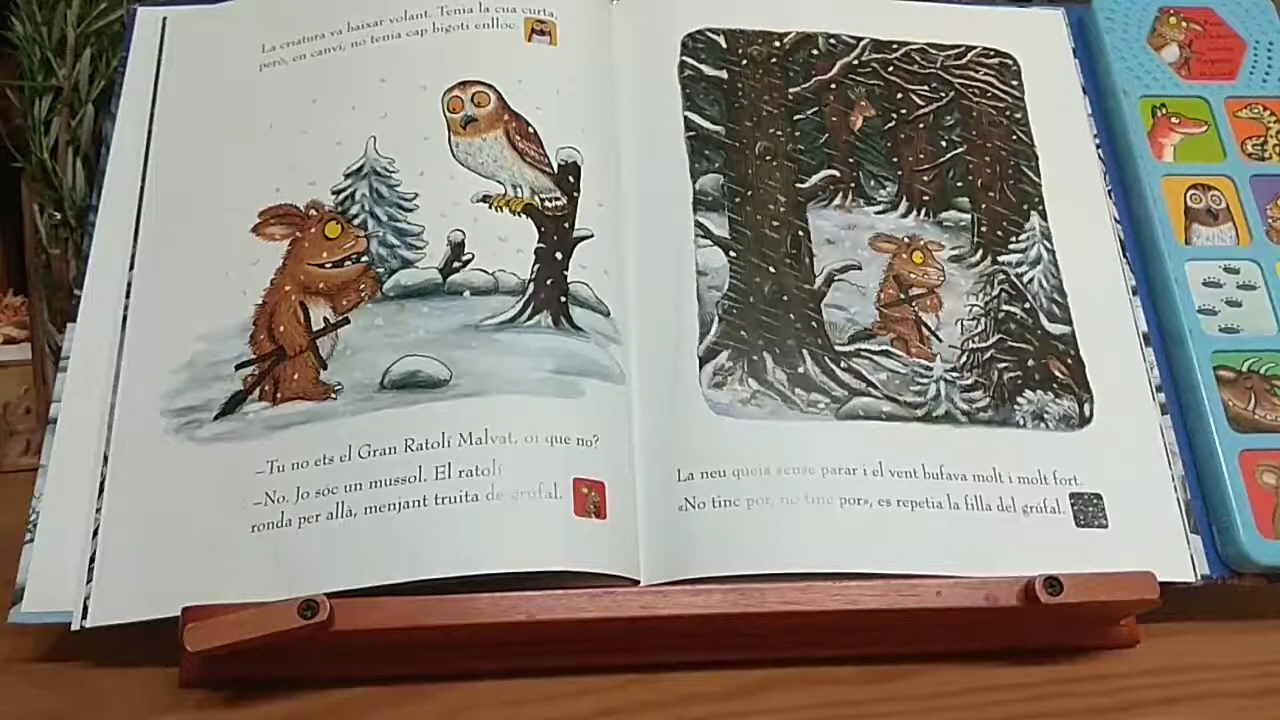 La criatura va baixar volant. Tenia la cua curta,
però, en canvi, no tenia cap bigoti enlloc.
–Tu no ets el Gran Ratolí Malvat, oi que no?
–No. Jo sóc un mussol. El ratolí
ronda per allà, menjant truita de grúfal.
La neu queia sense parar i el vent bufava molt i molt fort.
«No tinc por, no tinc por», es repetia la filla del grúfal.